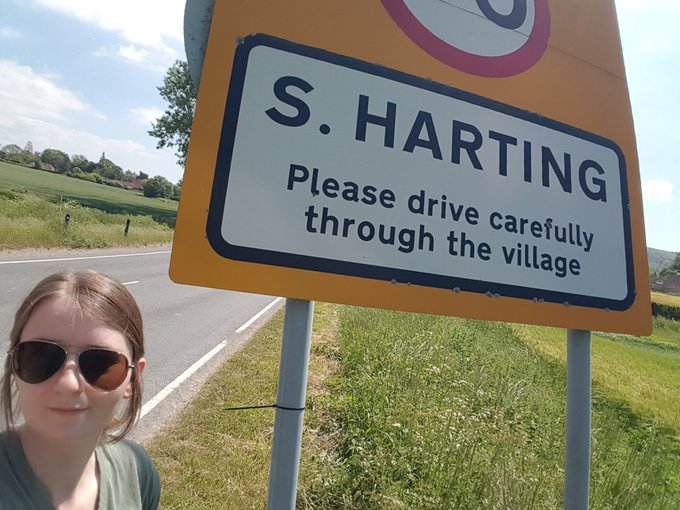 S. HARTING
Please drive carefully
through the village